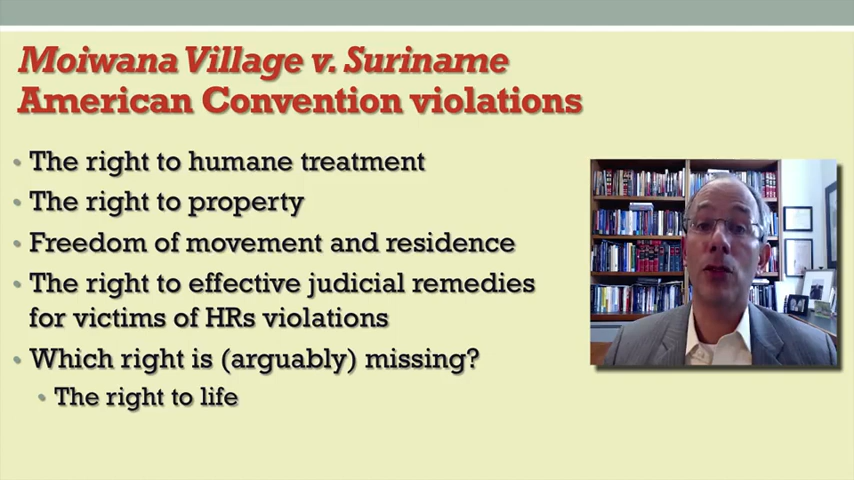 Moiwana Village v. Suriname
American Convention violations
• The right to humane treatment
• The right to property
• Freedom of movement and residence
• The right to effective judicial remedies
for victims of HRs violations
• Which right is (arguably) missing?
• The right to life